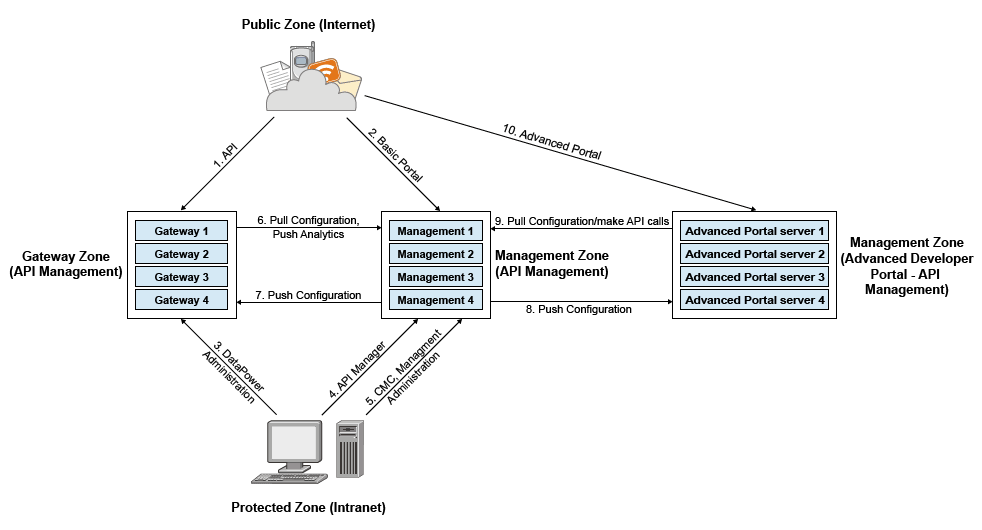 Public Zone (Internet)
1. API
2. Basic Portal
10. Advanced Portal
Gateway Zone
(API Management)
Gateway 1
Gateway 2
Gateway 3
Gateway 4
6. Pull Configuration,
Push Analytics
7. Push Configuration
Management 1
Management 2
Management 3
Management 4
Management Zone
(API Management)
9. Pull Configuration/make API calls
8. Push Configuration
Advanced Portal server 1
Advanced Portal server 2
Advanced Portal server 3
Advanced Portal server 4
Management Zone
(Advanced Developer
Portal - API
Management)
3. DataPower
Administration
4. API Manager
5. CMC, Managment
Administration
Protected Zone (Intranet)